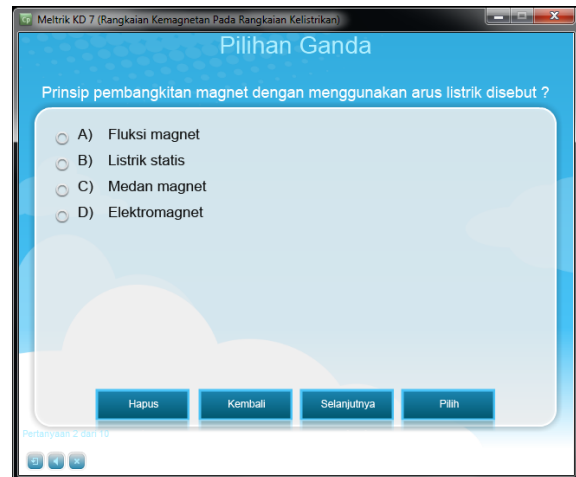 Meltrik KD 7 (Rangkaian Kemagnetan Pada Rangkaian Kelistrikan)
Pilihan Ganda
Prinsip pembangkitan magnet dengan menggunakan arus listrik disebut ?
A) Fluksi magnet
B) Listrik statis
C) Medan magnet
D) Elektromagnet
Hapus Kembali Selanjutnya Pilih
Pertanyaan 2 dari 10